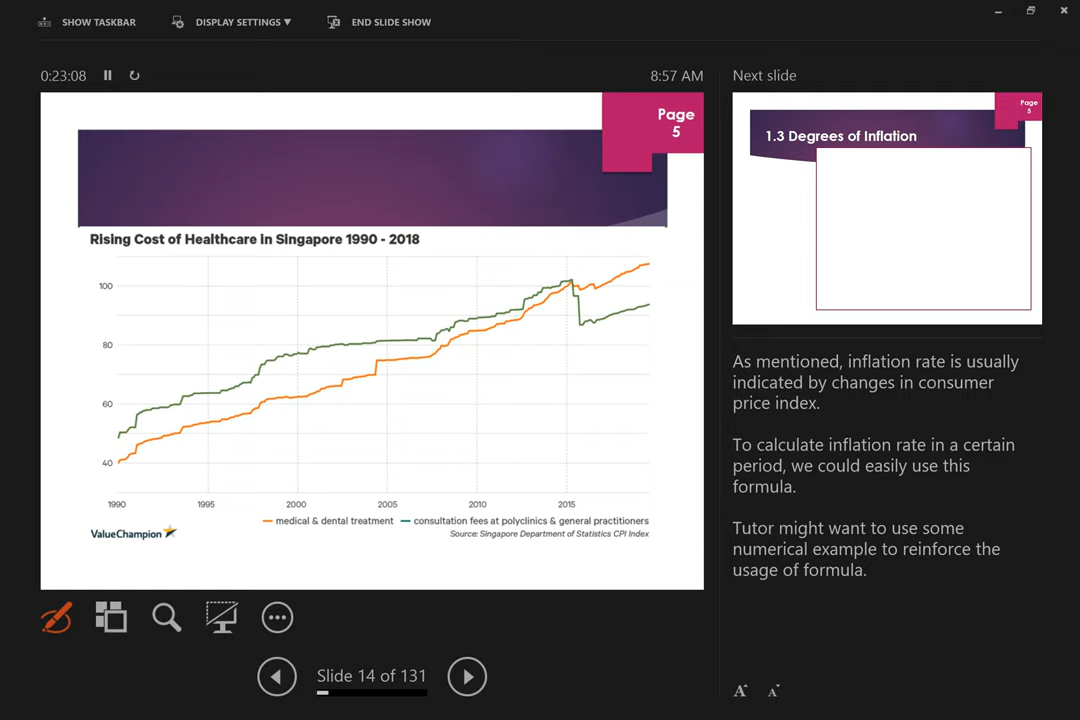 SHOW TASKBAR
DISPLAY SETTINGS ▼
END SLIDE SHOW
0:23:08
8:57 AM
Next slide
Page
5
Rising Cost of Healthcare in Singapore 1990 - 2018
100
80
60
40
1990
1995
2000
2005
2010
2015
medical & dental treatment
consultation fees at polyclinics & general practitioners
Source: Singapore Department of Statistics CPI Index
ValueChampion
Page
5
1.3 Degrees of Inflation
As mentioned, inflation rate is usually
indicated by changes in consumer
price index.
To calculate inflation rate in a certain
period, we could easily use this
formula.
Tutor might want to use some
numerical example to reinforce the
usage of formula.
Slide 14 of 131
A
A